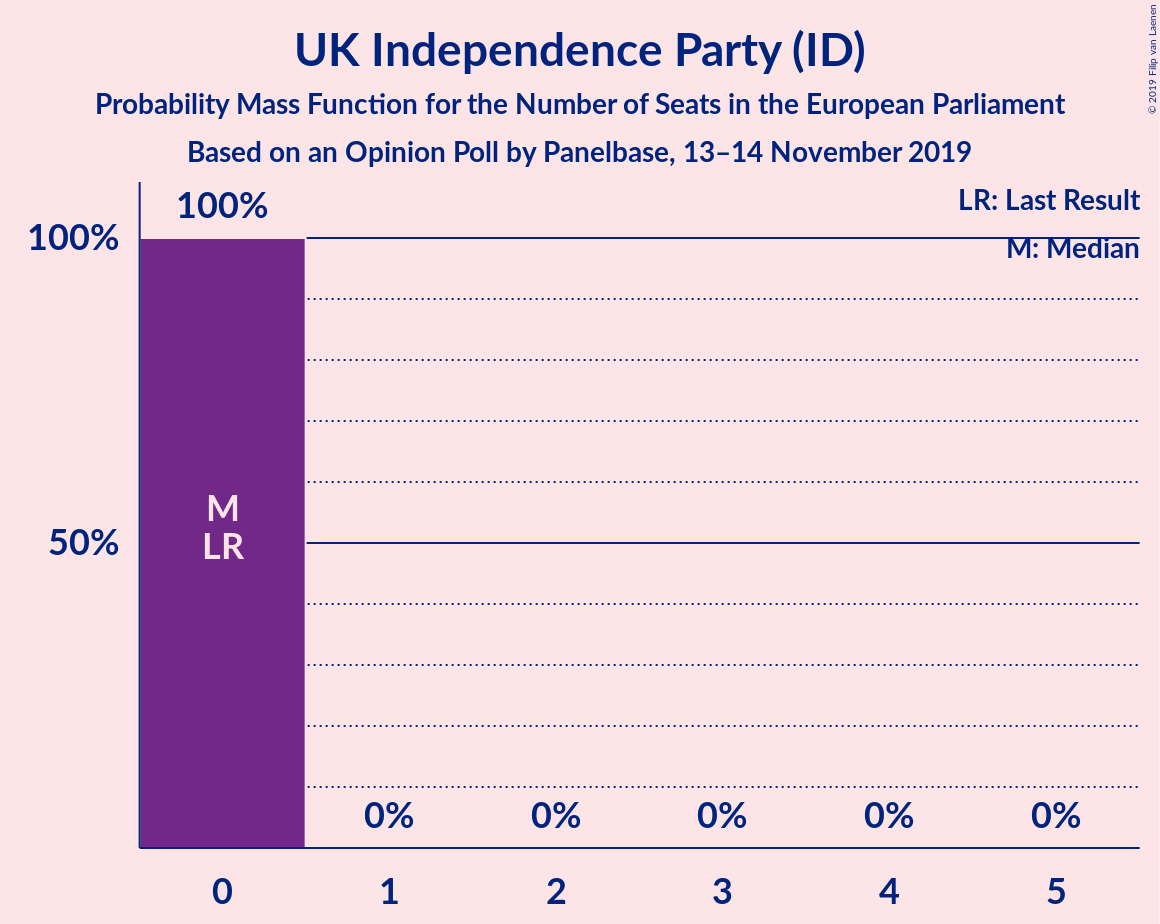 UK Independence Party (ID)
Probability Mass Function for the Number of Seats in the European Parliament
Based on an Opinion Poll by Panelbase, 13–14 November 2019
© 2019 Filip van Laenen
LR: Last Result
M: Median
100%
100%
50%
M
LR
0% 0% 0% 0% 0%
0 1 2 3 4 5